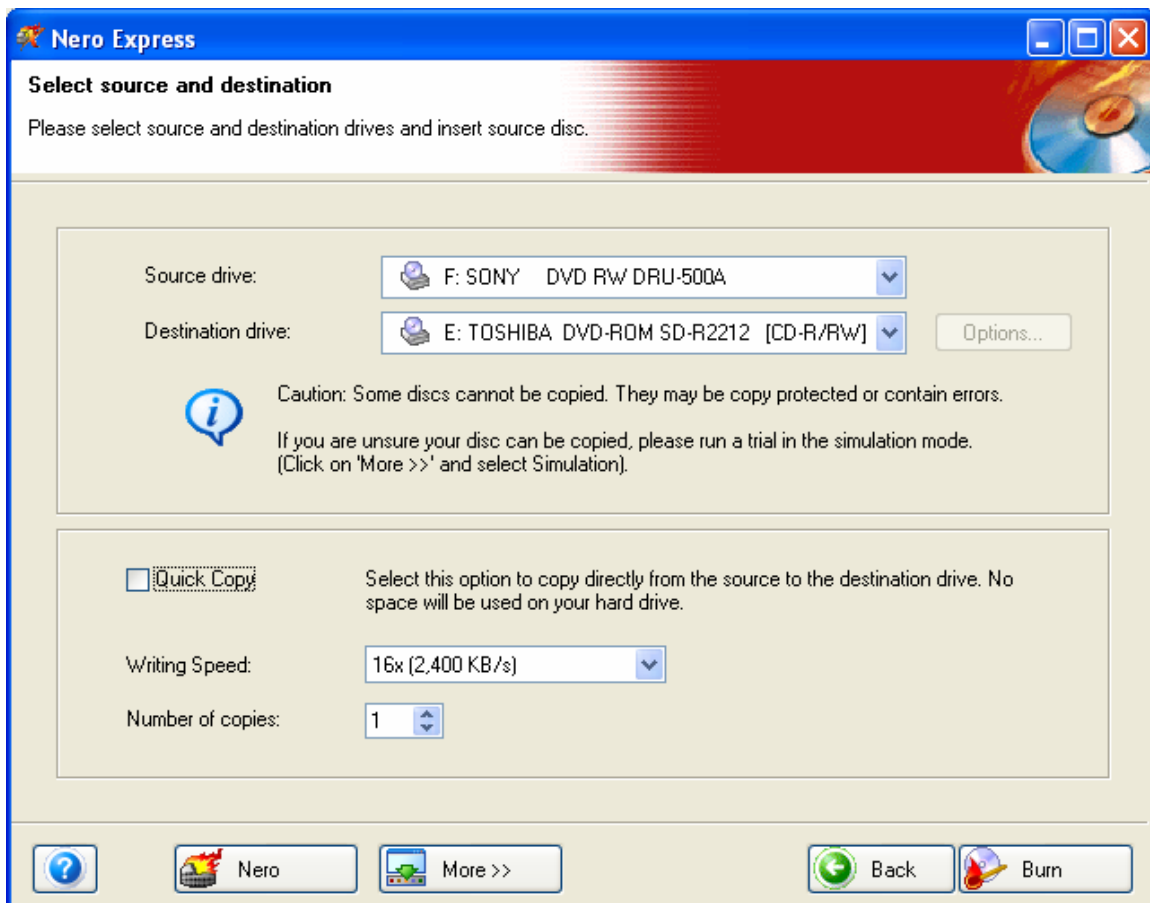 Nero Express
Select source and destination
Please select source and destination drives and insert source disc.
Source drive: F: SONY DVD RW DRU-500A
Destination drive: E: TOSHIBA DVD-ROM SD-R2212 [CD-R/RW] Options...
Caution: Some discs cannot be copied. They may be copy protected or contain errors.
If you are unsure your disc can be copied, please run a trial in the simulation mode.
(Click on 'More >>' and select Simulation).
Quick Copy Select this option to copy directly from the source to the destination drive. No
space will be used on your hard drive.
Writing Speed: 16x (2,400 KB/s)
Number of copies: 1
? Nero More >> Back Burn